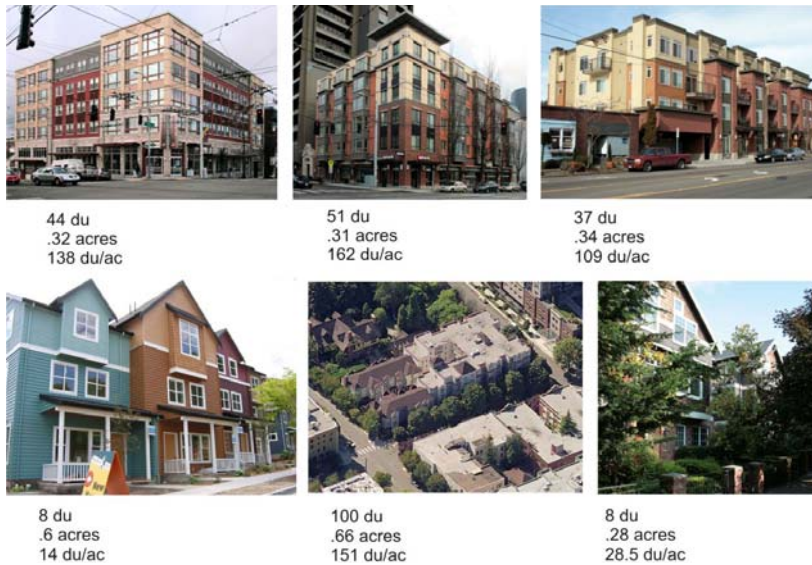 44 du
.32 acres
138 du/ac
51 du
.31 acres
162 du/ac
37 du
.34 acres
109 du/ac
8 du
.6 acres
14 du/ac
100 du
.66 acres
151 du/ac
8 du
.28 acres
28.5 du/ac